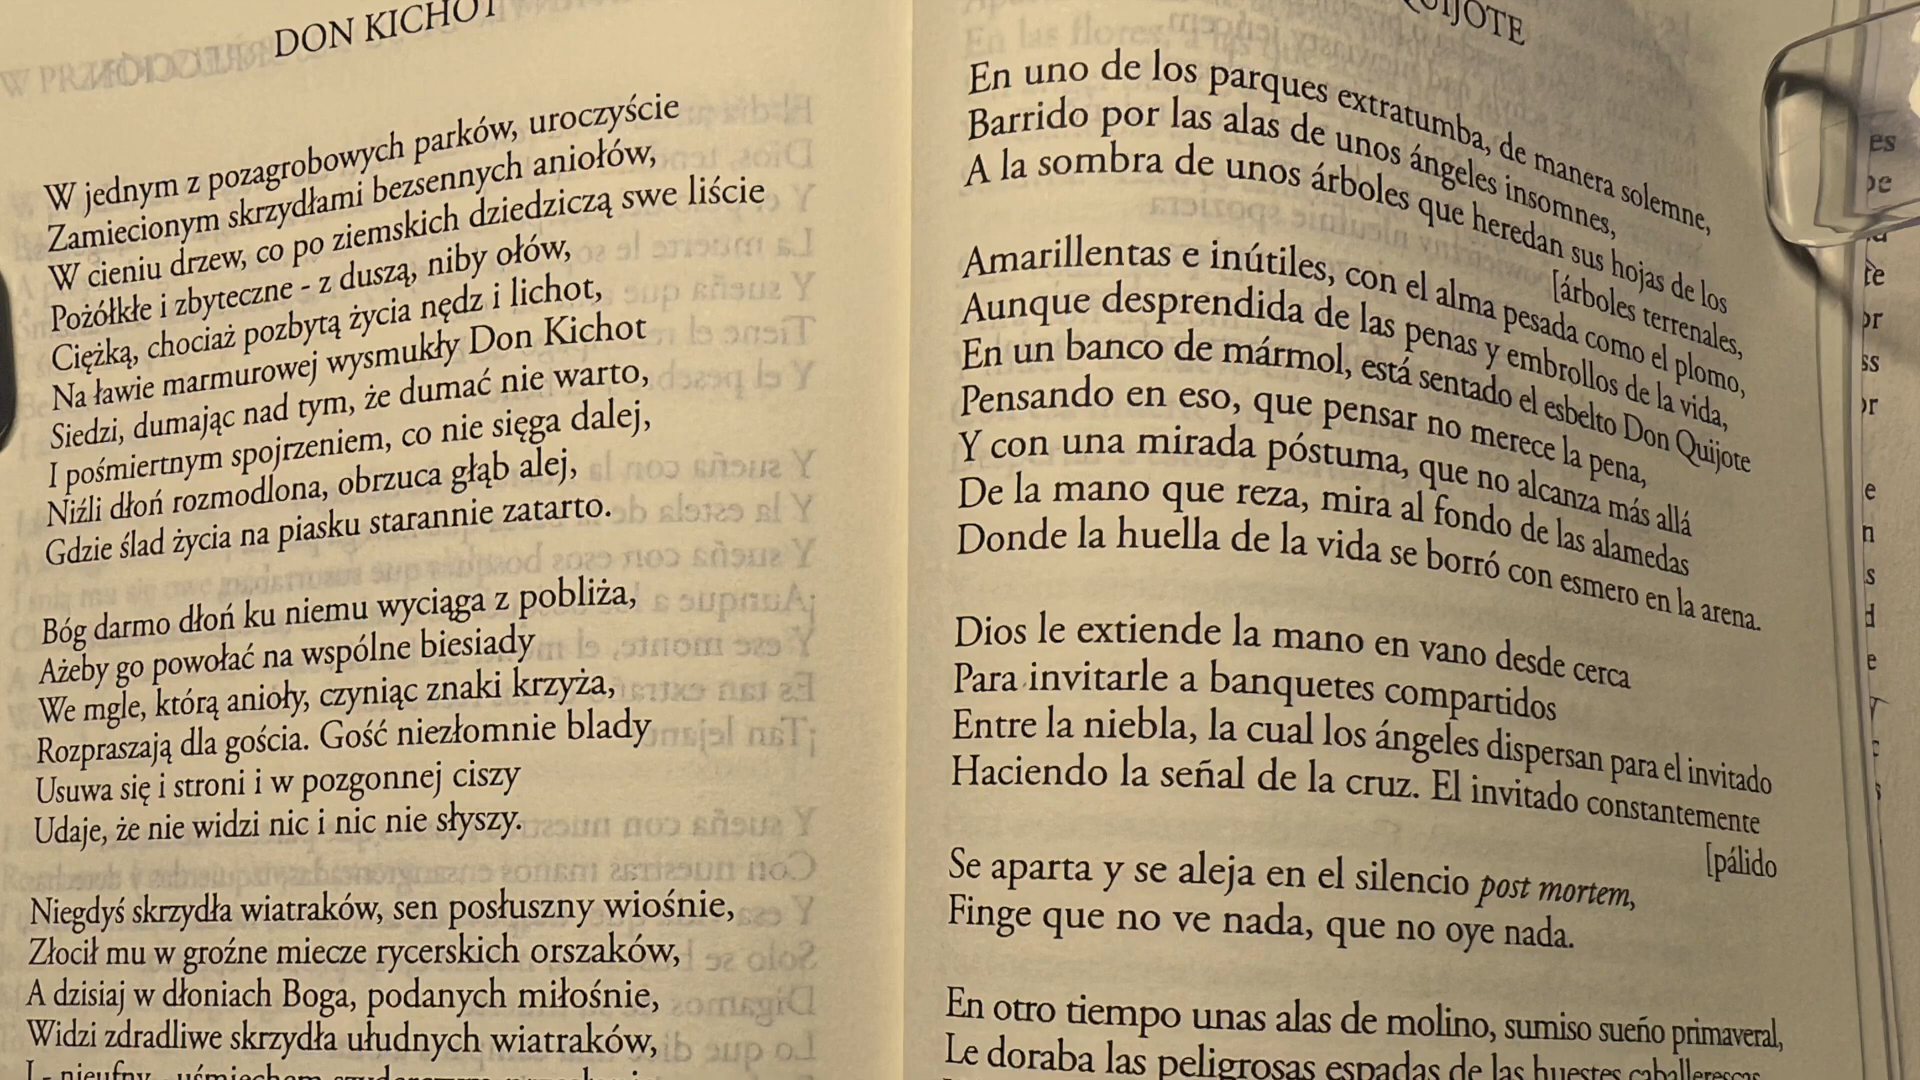 DON KICHOT
W jednym z pozagrobowych parków, uroczyście
Zamiecionym skrzydłami bezsennych aniołów,
W cieniu drzew, co po ziemskich dziedziczą swe liście
Pożółkłe i zbyteczne - z duszą, niby ołów,
Ciężką, chociaż pozbytą życia nędz i lichot,
Na ławie marmurowej wysmukły Don Kichot
Siedzi, dumając nad tym, że dumać nie warto,
I pośmiertnym spojrzeniem, co nie sięga dalej,
Niźli dłoń rozmodlona, obrzuca głąb alej,
Gdzie ślad życia na piasku starannie zatarto.
Bóg darmo dłoń ku niemu wyciąga z pobliża,
Ażeby go powołać na wspólne biesiady
We mgle, którą anioły, czyniąc znaki krzyża,
Rozpraszają dla gościa. Gość niezłomnie blady
Usuwa się i stroni i w pozgonnej ciszy
Udaje, że nie widzi nic i nic nie słyszy.
Niegdyś skrzydła wiatraków, sen posłuszny wiośnie,
Złocił mu w groźne miecze rycerskich orszaków,
A dzisiaj w dłoniach Boga, podanych miłośnie,
Widzi zdradliwe skrzydła ułudnych wiatraków,
QUIJOTE
En uno de los parques extratumba, de manera solemne,
Barrido por las alas de unos ángeles insomnes,
A la sombra de unos árboles que heredan sus hojas de los
[árboles terrenales,
Amarillentas e inútiles, con el alma pesada como el plomo,
Aunque desprendida de las penas y embrollos de la vida,
En un banco de mármol, está sentado el esbelto Don Quijote
Pensando en eso, que pensar no merece la pena,
Y con una mirada póstuma, que no alcanza más allá
De la mano que reza, mira al fondo de las alamedas
Donde la huella de la vida se borró con esmero en la arena.
Dios le extiende la mano en vano desde cerca
Para invitarle a banquetes compartidos
Entre la niebla, la cual los ángeles dispersan para el invitado
Haciendo la señal de la cruz. El invitado constantemente
[pálido
Se aparta y se aleja en el silencio post mortem,
Finge que no ve nada, que no oye nada.
En otro tiempo unas alas de molino, sumiso sueño primaveral,
Le doraba las peligrosas espadas de las huestes caballerescas